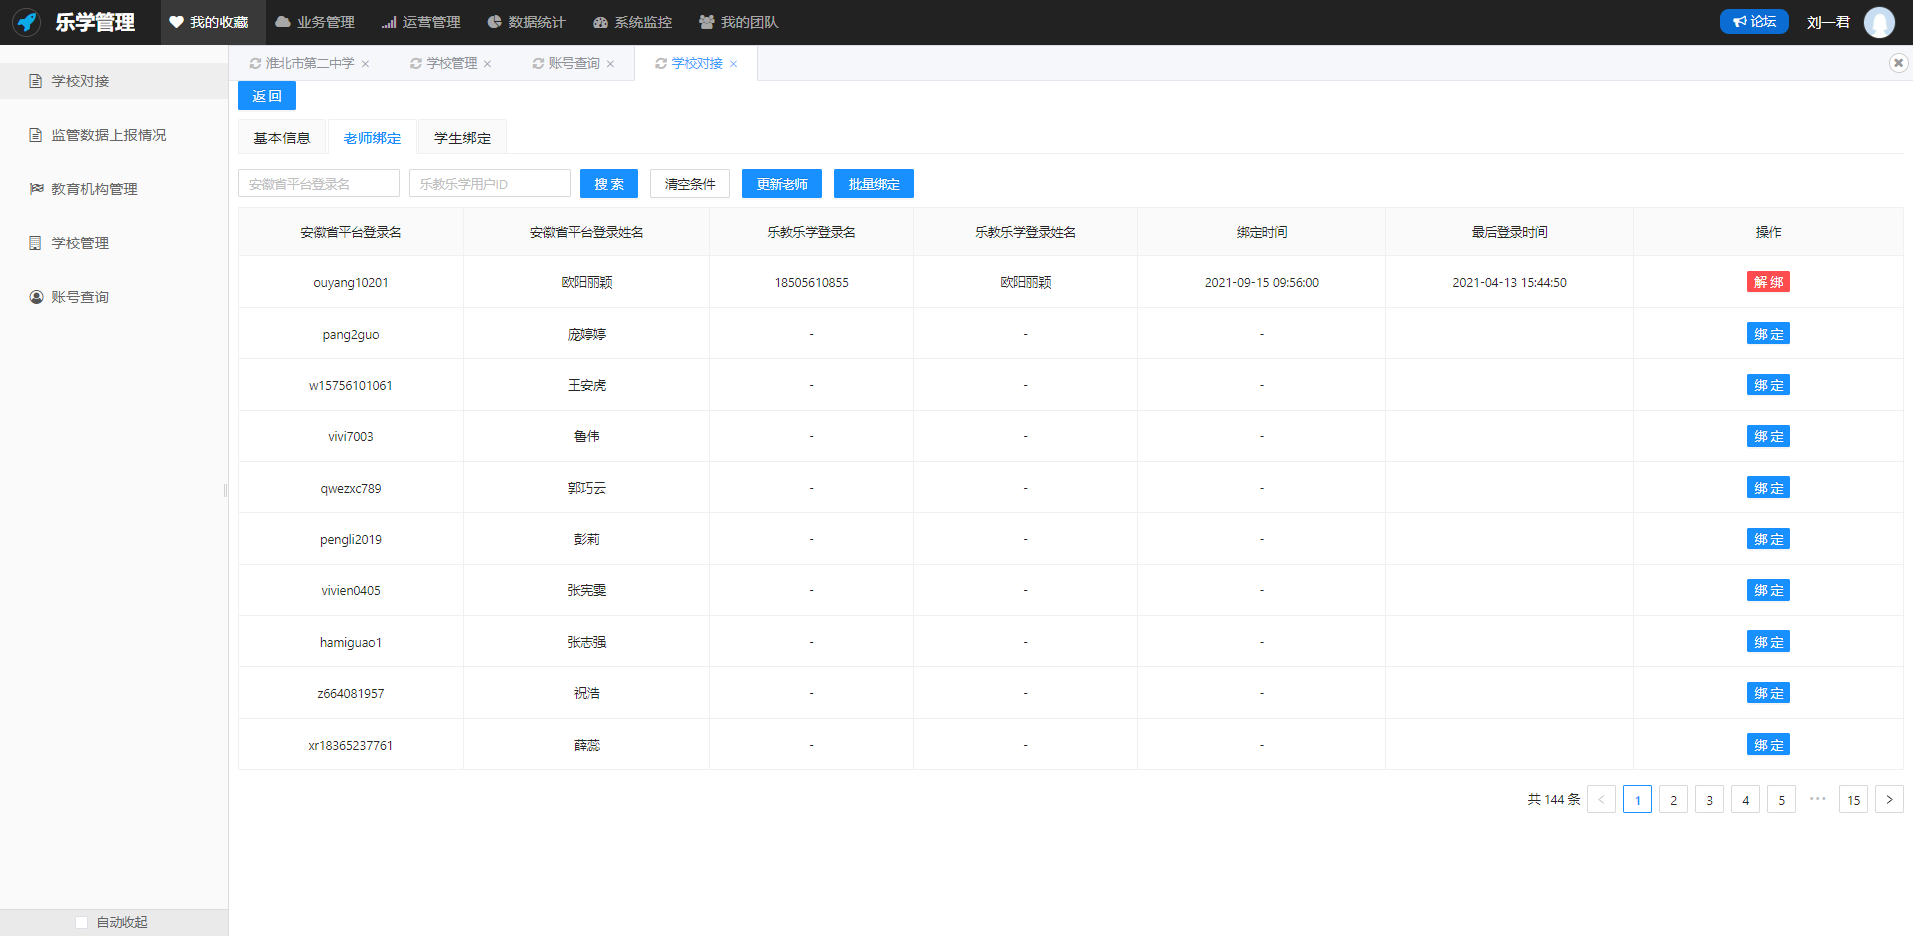 乐学管理 我的收藏 业务管理 运营管理 数据统计 系统监控 我的团队 论坛 刘一君
淮北市第二中学 × 学校管理 × 账号查询 × 学校对接 ×
学校对接
监管数据上报情况
教育机构管理
学校管理
账号查询
自动收起
返 回
基本信息 老师绑定 学生绑定
安徽省平台登录名 乐教乐学用户ID 搜 索 清空条件 更新老师 批量绑定
安徽省平台登录名 安徽省平台登录姓名 乐教乐学登录名 乐教乐学登录姓名 绑定时间 最后登录时间 操作
ouyang10201 欧阳丽颖 18505610855 欧阳丽颖 2021-09-15 09:56:00 2021-04-13 15:44:50 解 绑
pang2guo 庞婷婷 - - - 绑 定
w15756101061 王安虎 - - - 绑 定
vivi7003 鲁伟 - - - 绑 定
qwezxc789 郭巧云 - - - 绑 定
pengli2019 彭莉 - - - 绑 定
vivien0405 张宪雯 - - - 绑 定
hamiguao1 张志强 - - - 绑 定
z664081957 祝浩 - - - 绑 定
xr18365237761 薛蕊 - - - 绑 定
共 144 条 < 1 2 3 4 5 ••• 15 >